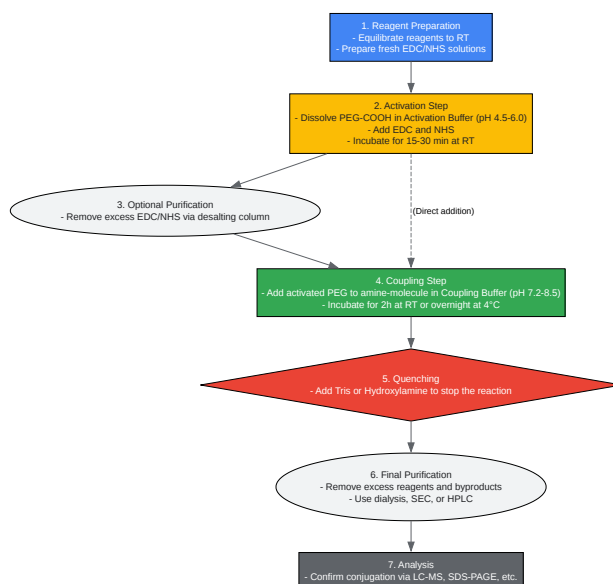 1. Reagent Preparation
- Equilibrate reagents to RT
- Prepare fresh EDC/NHS solutions
2. Activation Step
- Dissolve PEG-COOH in Activation Buffer (pH 4.5-6.0)
- Add EDC and NHS
- Incubate for 15-30 min at RT
3. Optional Purification
- Remove excess EDC/NHS via desalting column
(Direct addition)
4. Coupling Step
- Add activated PEG to amine-molecule in Coupling Buffer (pH 7.2-8.5)
- Incubate for 2h at RT or overnight at 4°C
5. Quenching
- Add Tris or Hydroxylamine to stop the reaction
6. Final Purification
- Remove excess reagents and byproducts
- Use dialysis, SEC, or HPLC
7. Analysis
- Confirm conjugation via LC-MS, SDS-PAGE, etc.